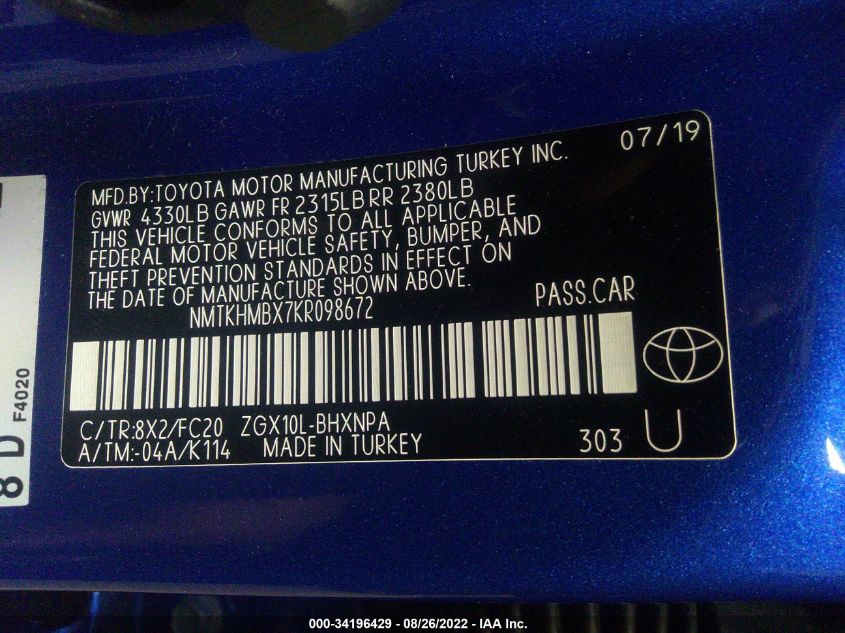 07/19
MFD.BY:TOYOTA MOTOR MANUFACTURING TURKEY INC.
GVWR 4330LB GAWR FR 2315LB RR 2380LB
THIS VEHICLE CONFORMS TO ALL APPLICABLE
FEDERAL MOTOR VEHICLE SAFETY, BUMPER, AND
THEFT PREVENTION STANDARDS IN EFFECT ON
THE DATE OF MANUFACTURE SHOWN ABOVE.
NMTKHMBX7KR098672 PASS.CAR
C/TR:8X2/FC20 ZGX10L-BHXNPA
A/TM:-04A/K114 MADE IN TURKEY 303 U
8 D
F4020
000-34196429 - 08/26/2022 - IAA Inc.